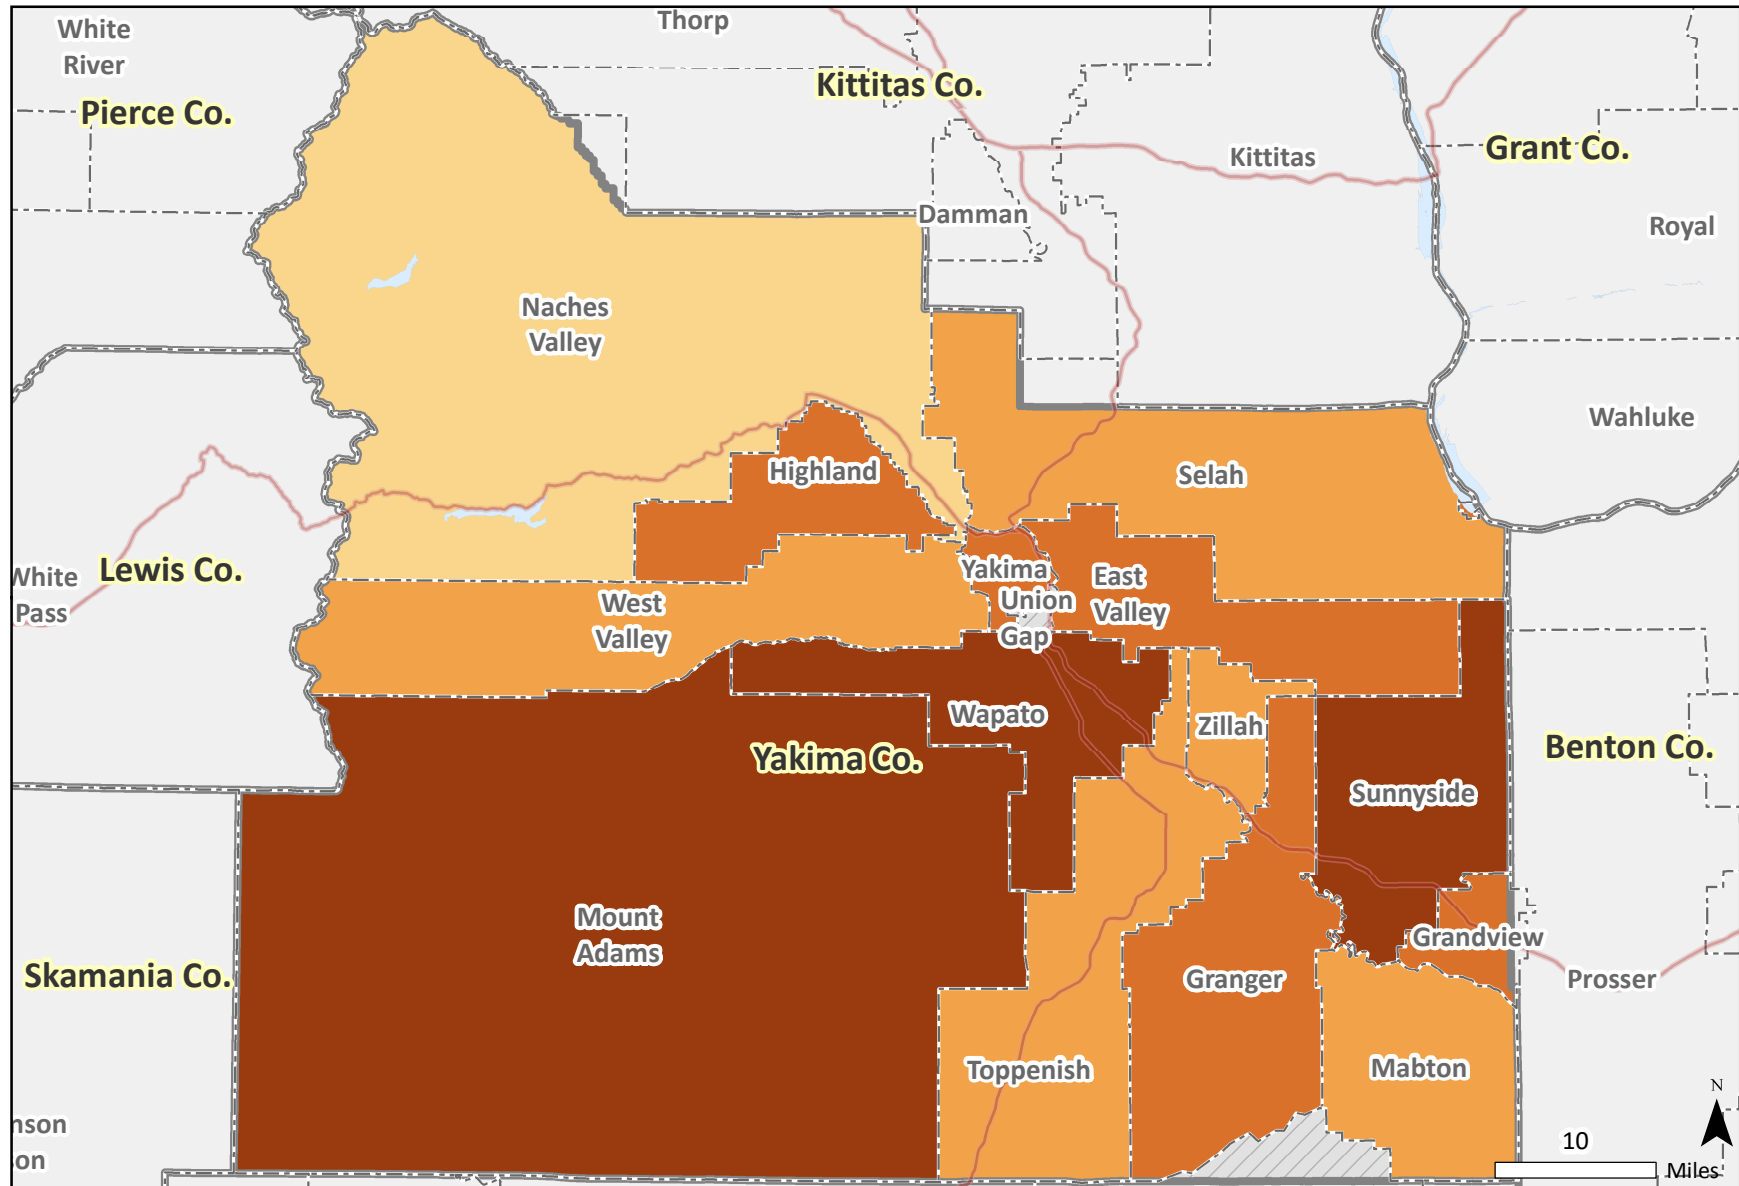 Thorp
White
River
Kittitas Co.
Pierce Co.
Grant Co.
Kittitas
Damman
Royal
Naches
Valley
Wahluke
Highland
Selah
White
Pass
Lewis Co.
Yakima
East
Valley
West
Valley
Union
Gap
Wapato
Zillah
Yakima Co.
Benton Co.
Sunnyside
Mount
Adams
Grandview
Skamania Co.
Granger
Prosser
Toppenish
Mabton
N
nson
son
10
Miles